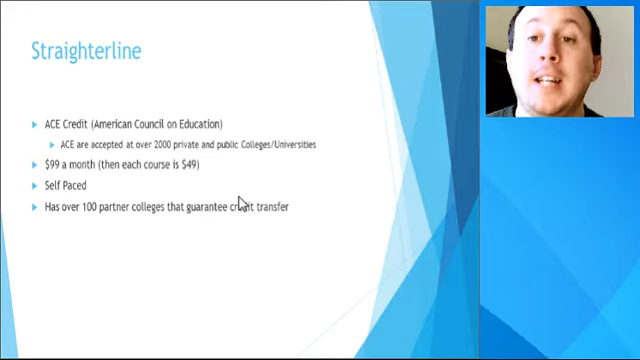 Straighterline
ACE Credit (American Council on Education)
ACE are accepted at over 2000 private and public Colleges/Universities
$99 a month (then each course is $49)
Self Paced
Has over 100 partner colleges that guarantee credit transfer